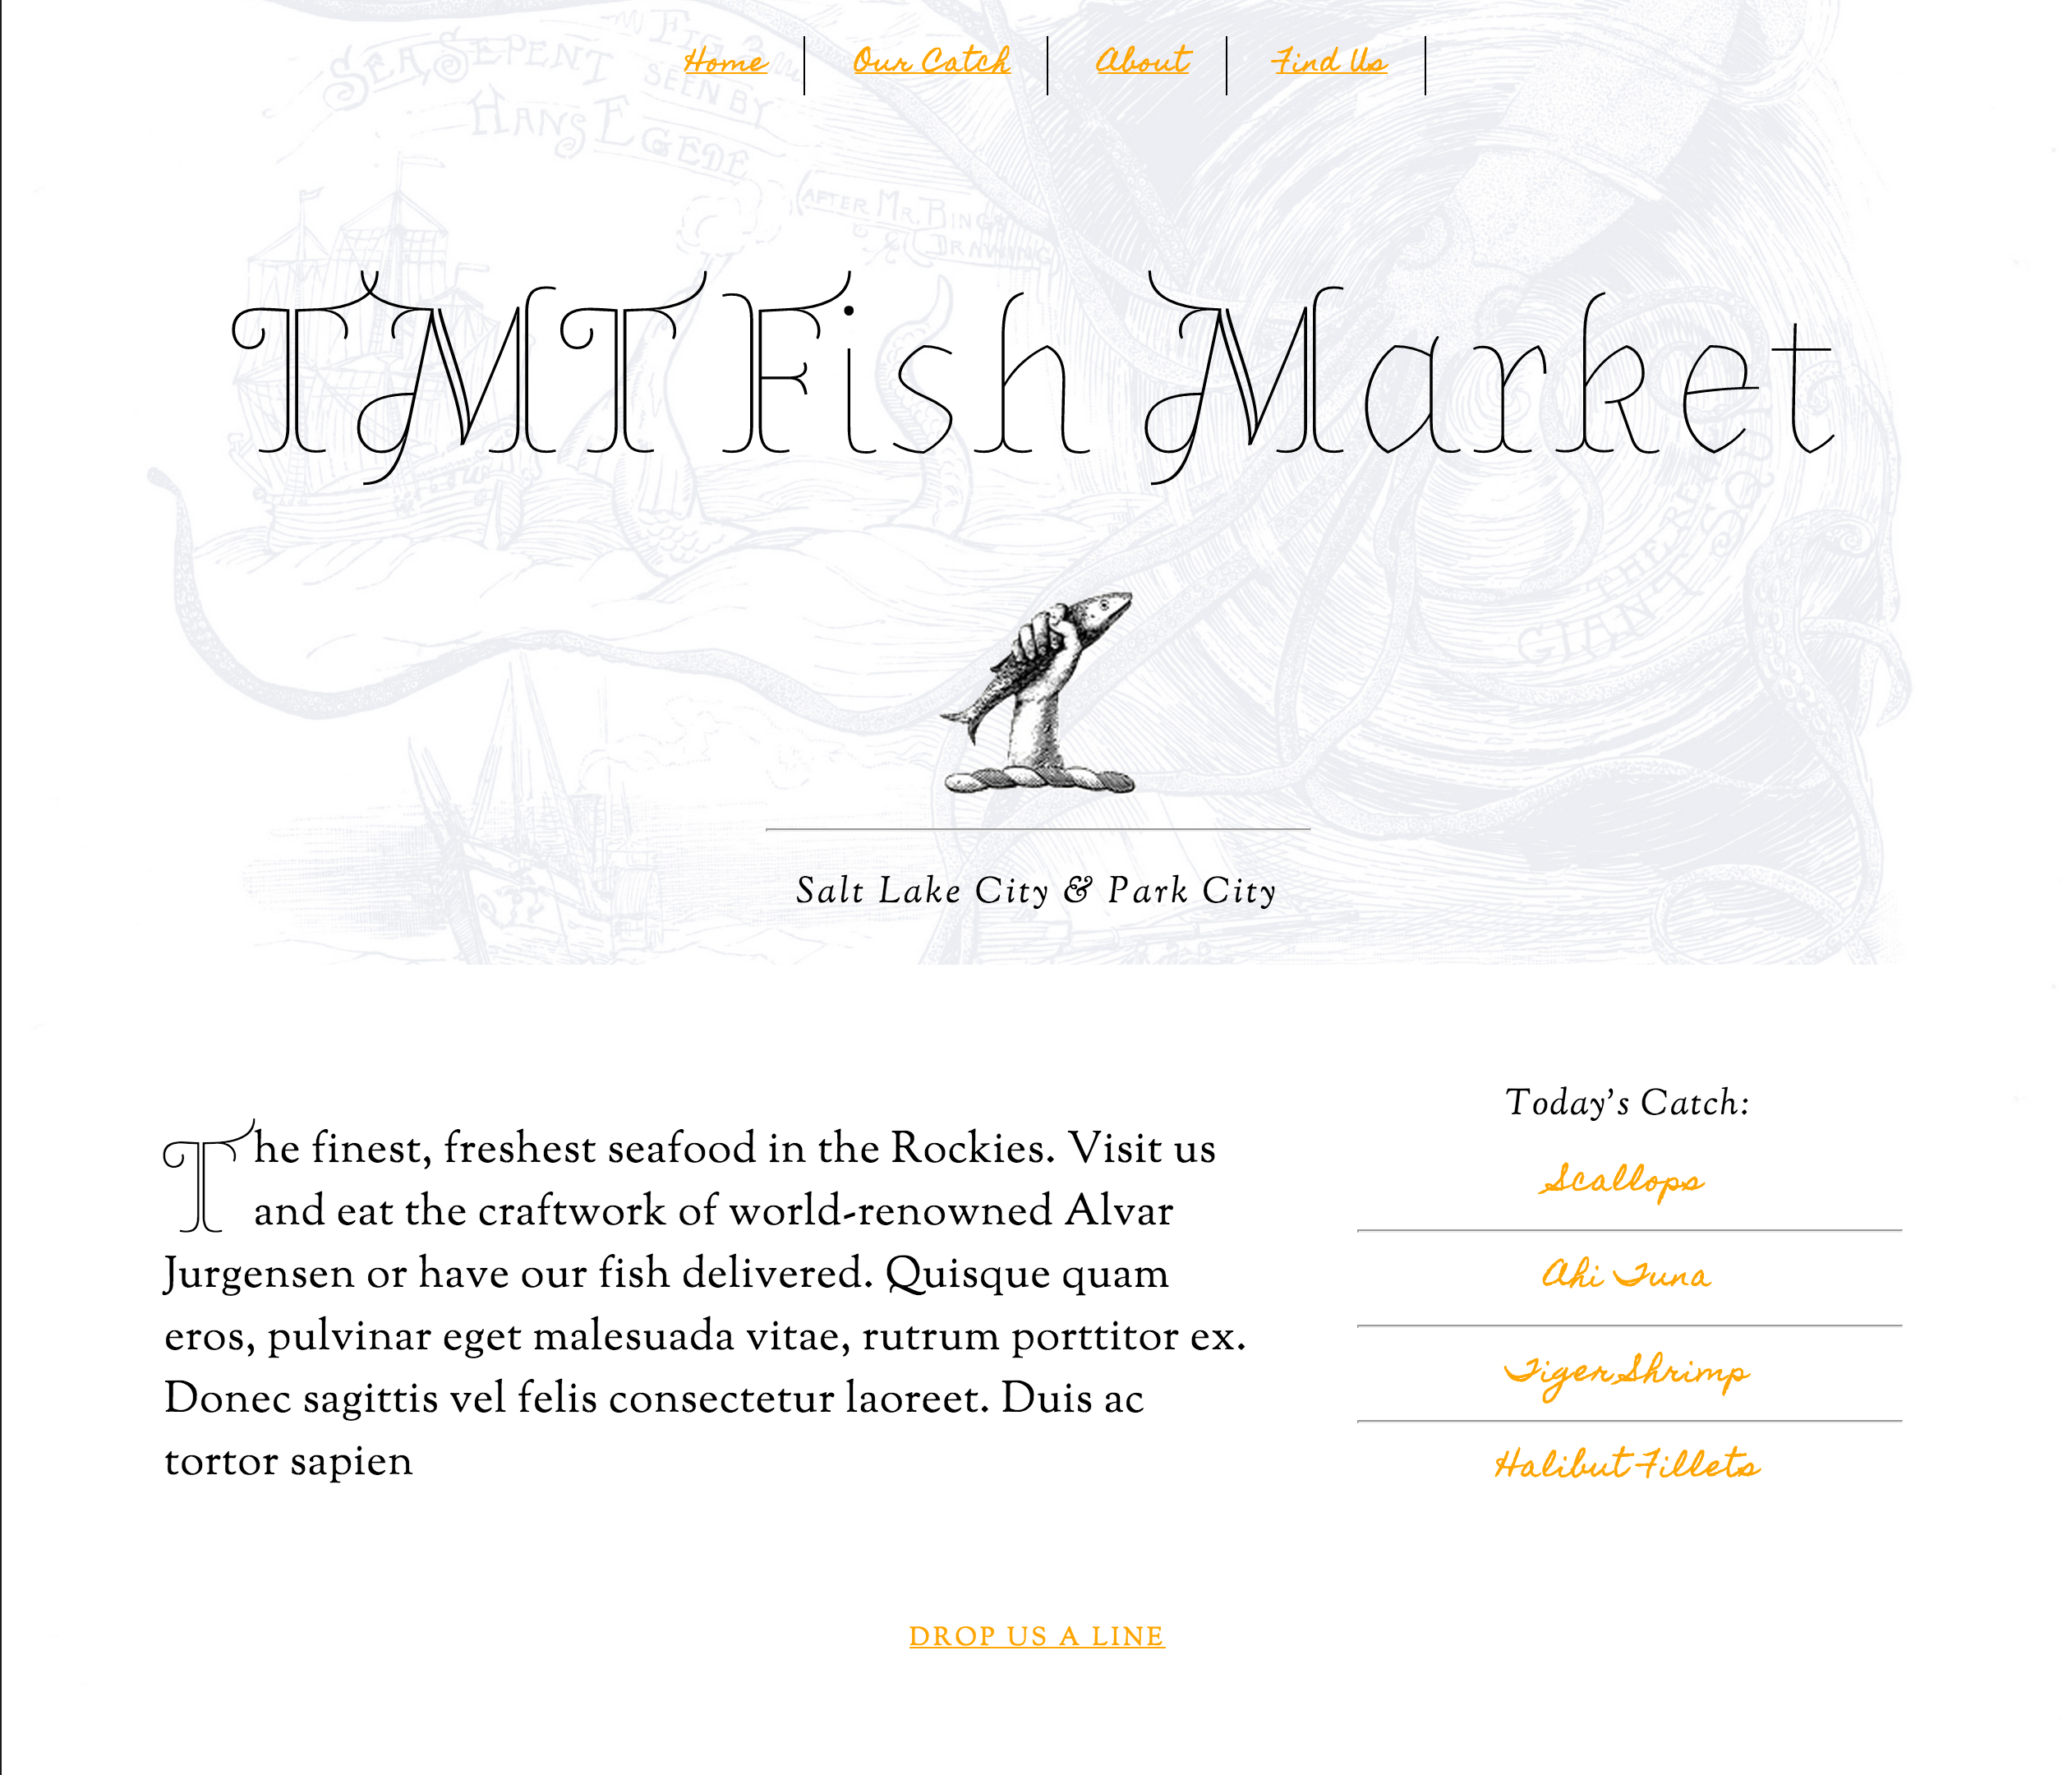 Home
Our Catch
About
Find Us
SEA SEPENT
SEEN BY
HANS EGEDE
(AFTER MR. BING'S
DRAWING)
TMT Fish Market
GIANT SQUID
Salt Lake City & Park City
The finest, freshest seafood in the Rockies. Visit us
and eat the craftwork of world-renowned Alvar
Jurgensen or have our fish delivered. Quisque quam
eros, pulvinar eget malesuada vitae, rutrum porttitor ex.
Donec sagittis vel felis consectetur laoreet. Duis ac
tortor sapien
Today’s Catch:
Scallops
Ahi Tuna
Tiger Shrimp
Halibut Fillets
DROP US A LINE